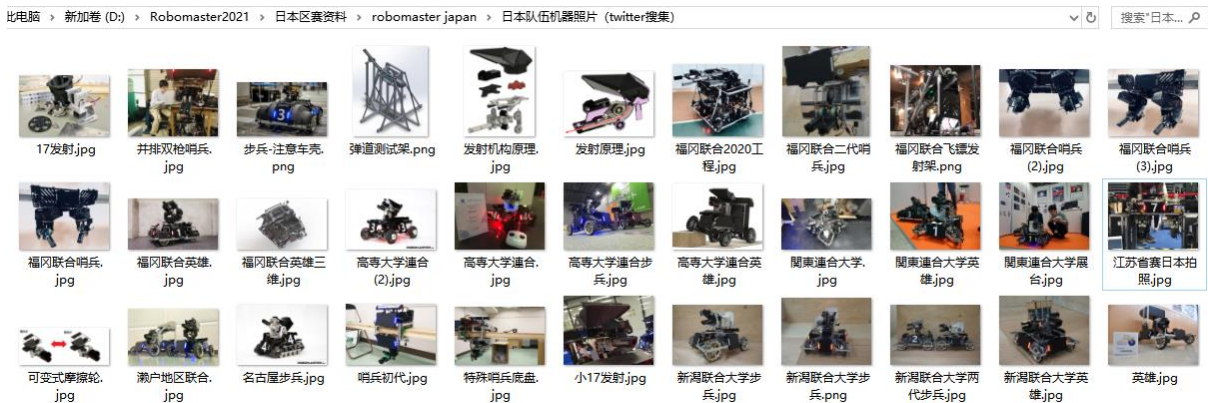 此电脑 > 新加卷 (D:) > Robomaster2021 > 日本区赛资料 > robomaster japan > 日本队伍机器照片（twitter搜集）
搜索"日本...
17发射.jpg
并排双枪哨兵.
jpg
步兵-注意车壳.
png
弹道测试架.png
发射机构原理.
jpg
发射原理.jpg
福冈联合2020工
程.jpg
福冈联合二代哨
兵.jpg
福冈联合飞镖发
射架.png
福冈联合哨兵
(2).jpg
福冈联合哨兵
(3).jpg
福冈联合哨兵.
jpg
福冈联合英雄.
jpg
福冈联合英雄三
维.jpg
高専大学連合
(2).jpg
高専大学連合.
jpg
高専大学連合步
兵.jpg
高専大学連合英
雄.jpg
関東連合大学.
jpg
関東連合大学英
雄.jpg
関東連合大学展
台.jpg
江苏省赛日本拍
照.jpg
可变式摩擦轮.
jpg
濑户地区联合.
jpg
名古屋步兵.jpg
哨兵初代.jpg
特殊哨兵底盘.
jpg
小17发射.jpg
新潟联合大学步
兵.jpg
新潟联合大学步
兵.png
新潟联合大学两
代步兵.jpg
新潟联合大学英
雄.jpg
英雄.jpg